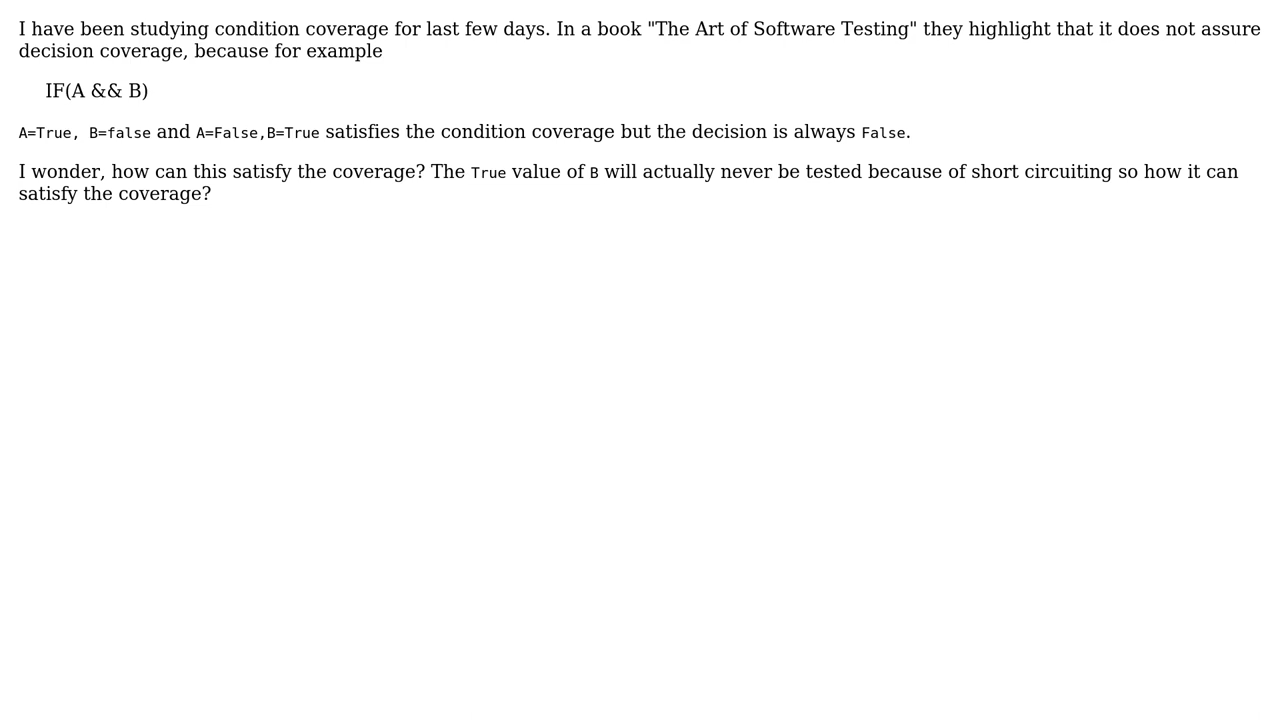 I have been studying condition coverage for last few days. In a book "The Art of Software Testing" they highlight that it does not assure
decision coverage, because for example
IF(A && B)
A=True, B=false and A=False,B=True satisfies the condition coverage but the decision is always False.
I wonder, how can this satisfy the coverage? The True value of B will actually never be tested because of short circuiting so how it can
satisfy the coverage?